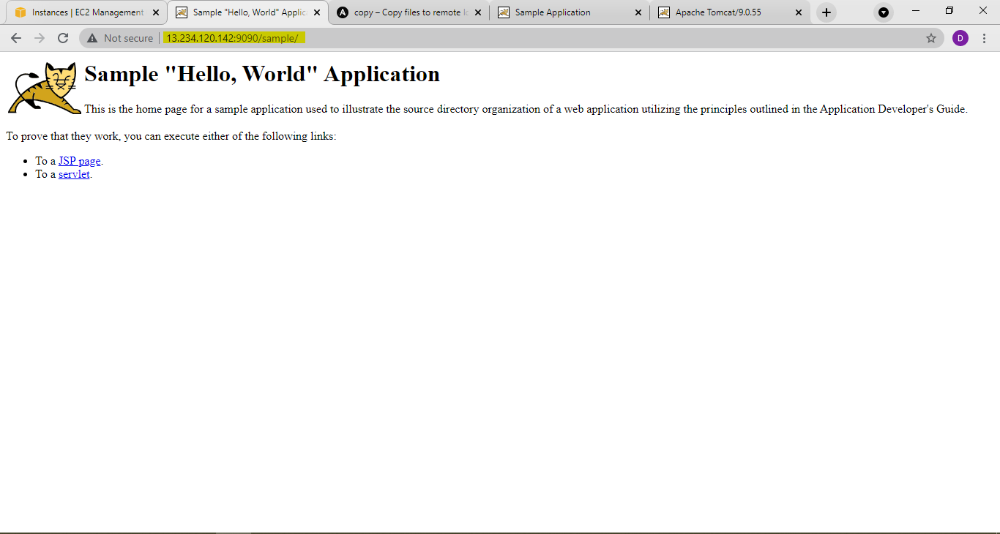 Instances | EC2 Management
Sample "Hello, World" Applic
copy – Copy files to remote lo
Sample Application
Apache Tomcat/9.0.55
Not secure | 13.234.120.142:9090/sample/
D
Sample "Hello, World" Application
This is the home page for a sample application used to illustrate the source directory organization of a web application utilizing the principles outlined in the Application Developer's Guide.
To prove that they work, you can execute either of the following links:
• To a JSP page.
• To a servlet.